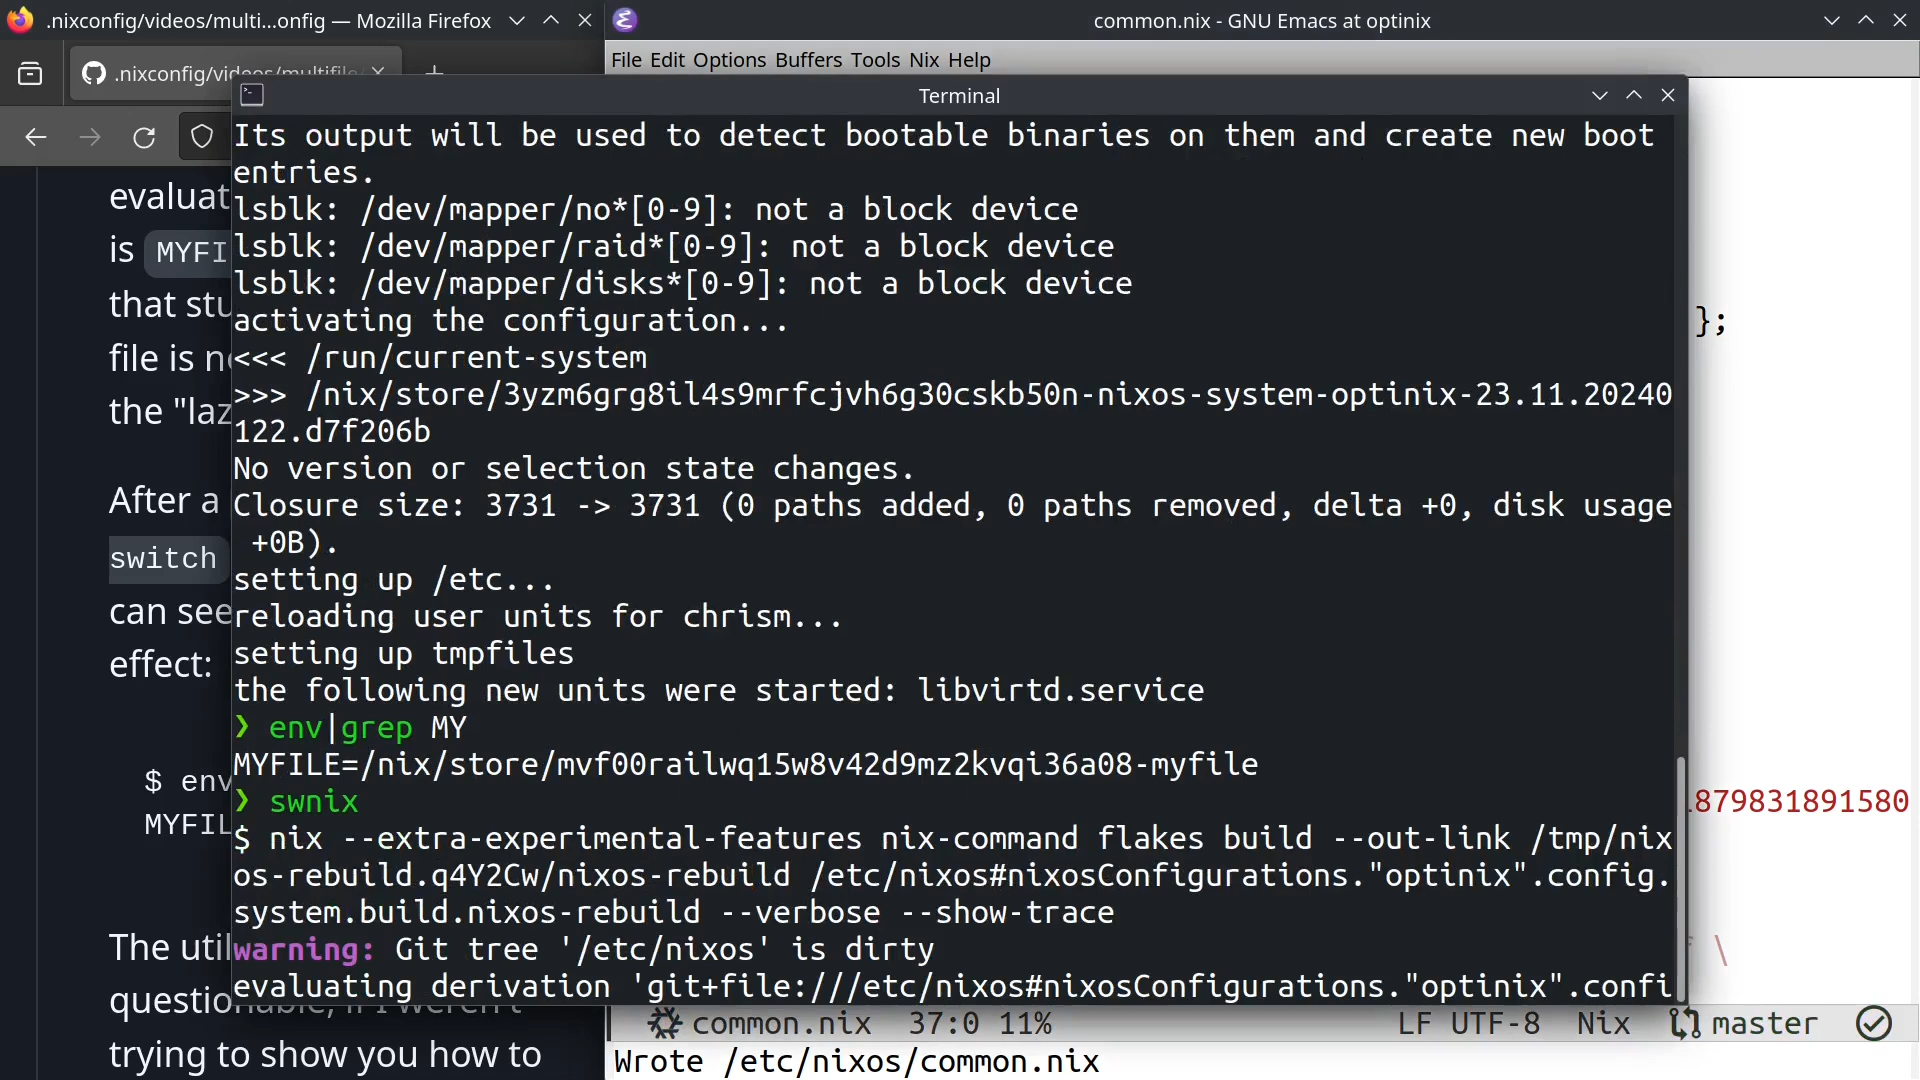 .nixconfig/videos/multi...onfig — Mozilla Firefox
common.nix - GNU Emacs at optinix
.nixconfig/videos/multifile
File Edit Options Buffers Tools Nix Help
Terminal
evaluat
is MYFI
that stu
file is
the "laz
After a
switch
can see
effect:
$ env
MYFIL
The util
trying to show you how to
Its output will be used to detect bootable binaries on them and create new boot
entries.
lsblk: /dev/mapper/no*[0-9]: not a block device
lsblk: /dev/mapper/raid*[0-9]: not a block device
lsblk: /dev/mapper/disks*[0-9]: not a block device
activating the configuration...
<<< /run/current-system
>>> /nix/store/3yzm6grg8il4s9mrfcjvh6g30cskb50n-nixos-system-optinix-23.11.20240
122.d7f206b
No version or selection state changes.
Closure size: 3731 -> 3731 (0 paths added, 0 paths removed, delta +0, disk usage
+0B).
setting up /etc...
reloading user units for chrism...
setting up tmpfiles
the following new units were started: libvirtd.service
❯ env|grep MY
MYFILE=/nix/store/mvf00railwq15w8v42d9mz2kvqi36a08-myfile
❯ swnix
$ nix --extra-experimental-features nix-command flakes build --out-link /tmp/nix
os-rebuild.q4Y2Cw/nixos-rebuild /etc/nixos#nixosConfigurations."optinix".config.
system.build.nixos-rebuild --verbose --show-trace
warning: Git tree '/etc/nixos' is dirty
evaluating derivation 'git+file:///etc/nixos#nixosConfigurations."optinix".confi
};
879831891580
\
common.nix 37:0 11% LF UTF-8 Nix master
Wrote /etc/nixos/common.nix